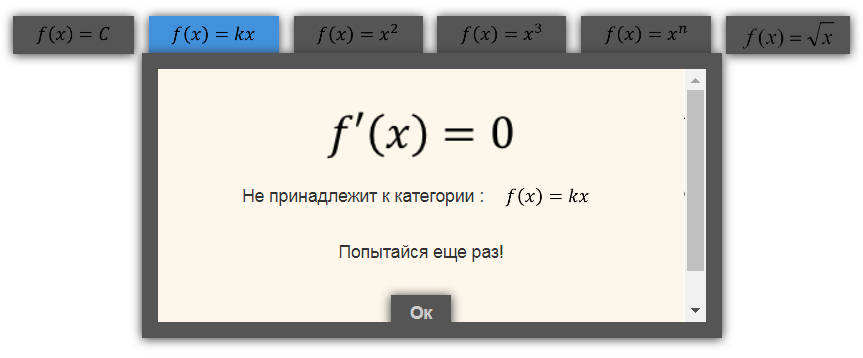 f(x) = C
f(x) = kx
f(x) = x²
f(x) = x³
f(x) = xⁿ
f(x) = √x
f′(x) = 0
Не принадлежит к категории : f(x) = kx
Попытайся еще раз!
Ок